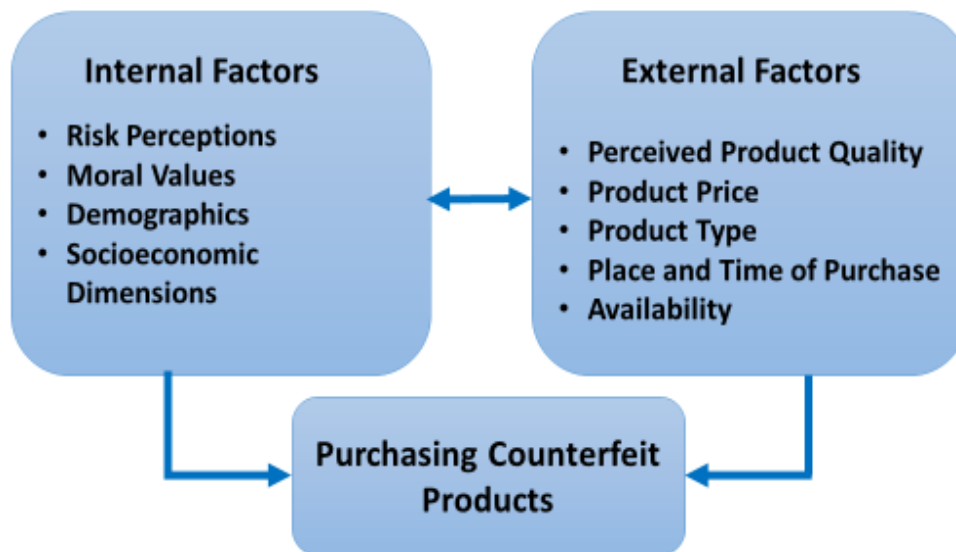 Internal Factors
• Risk Perceptions
• Moral Values
• Demographics
• Socioeconomic
Dimensions
External Factors
• Perceived Product Quality
• Product Price
• Product Type
• Place and Time of Purchase
• Availability
Purchasing Counterfeit
Products